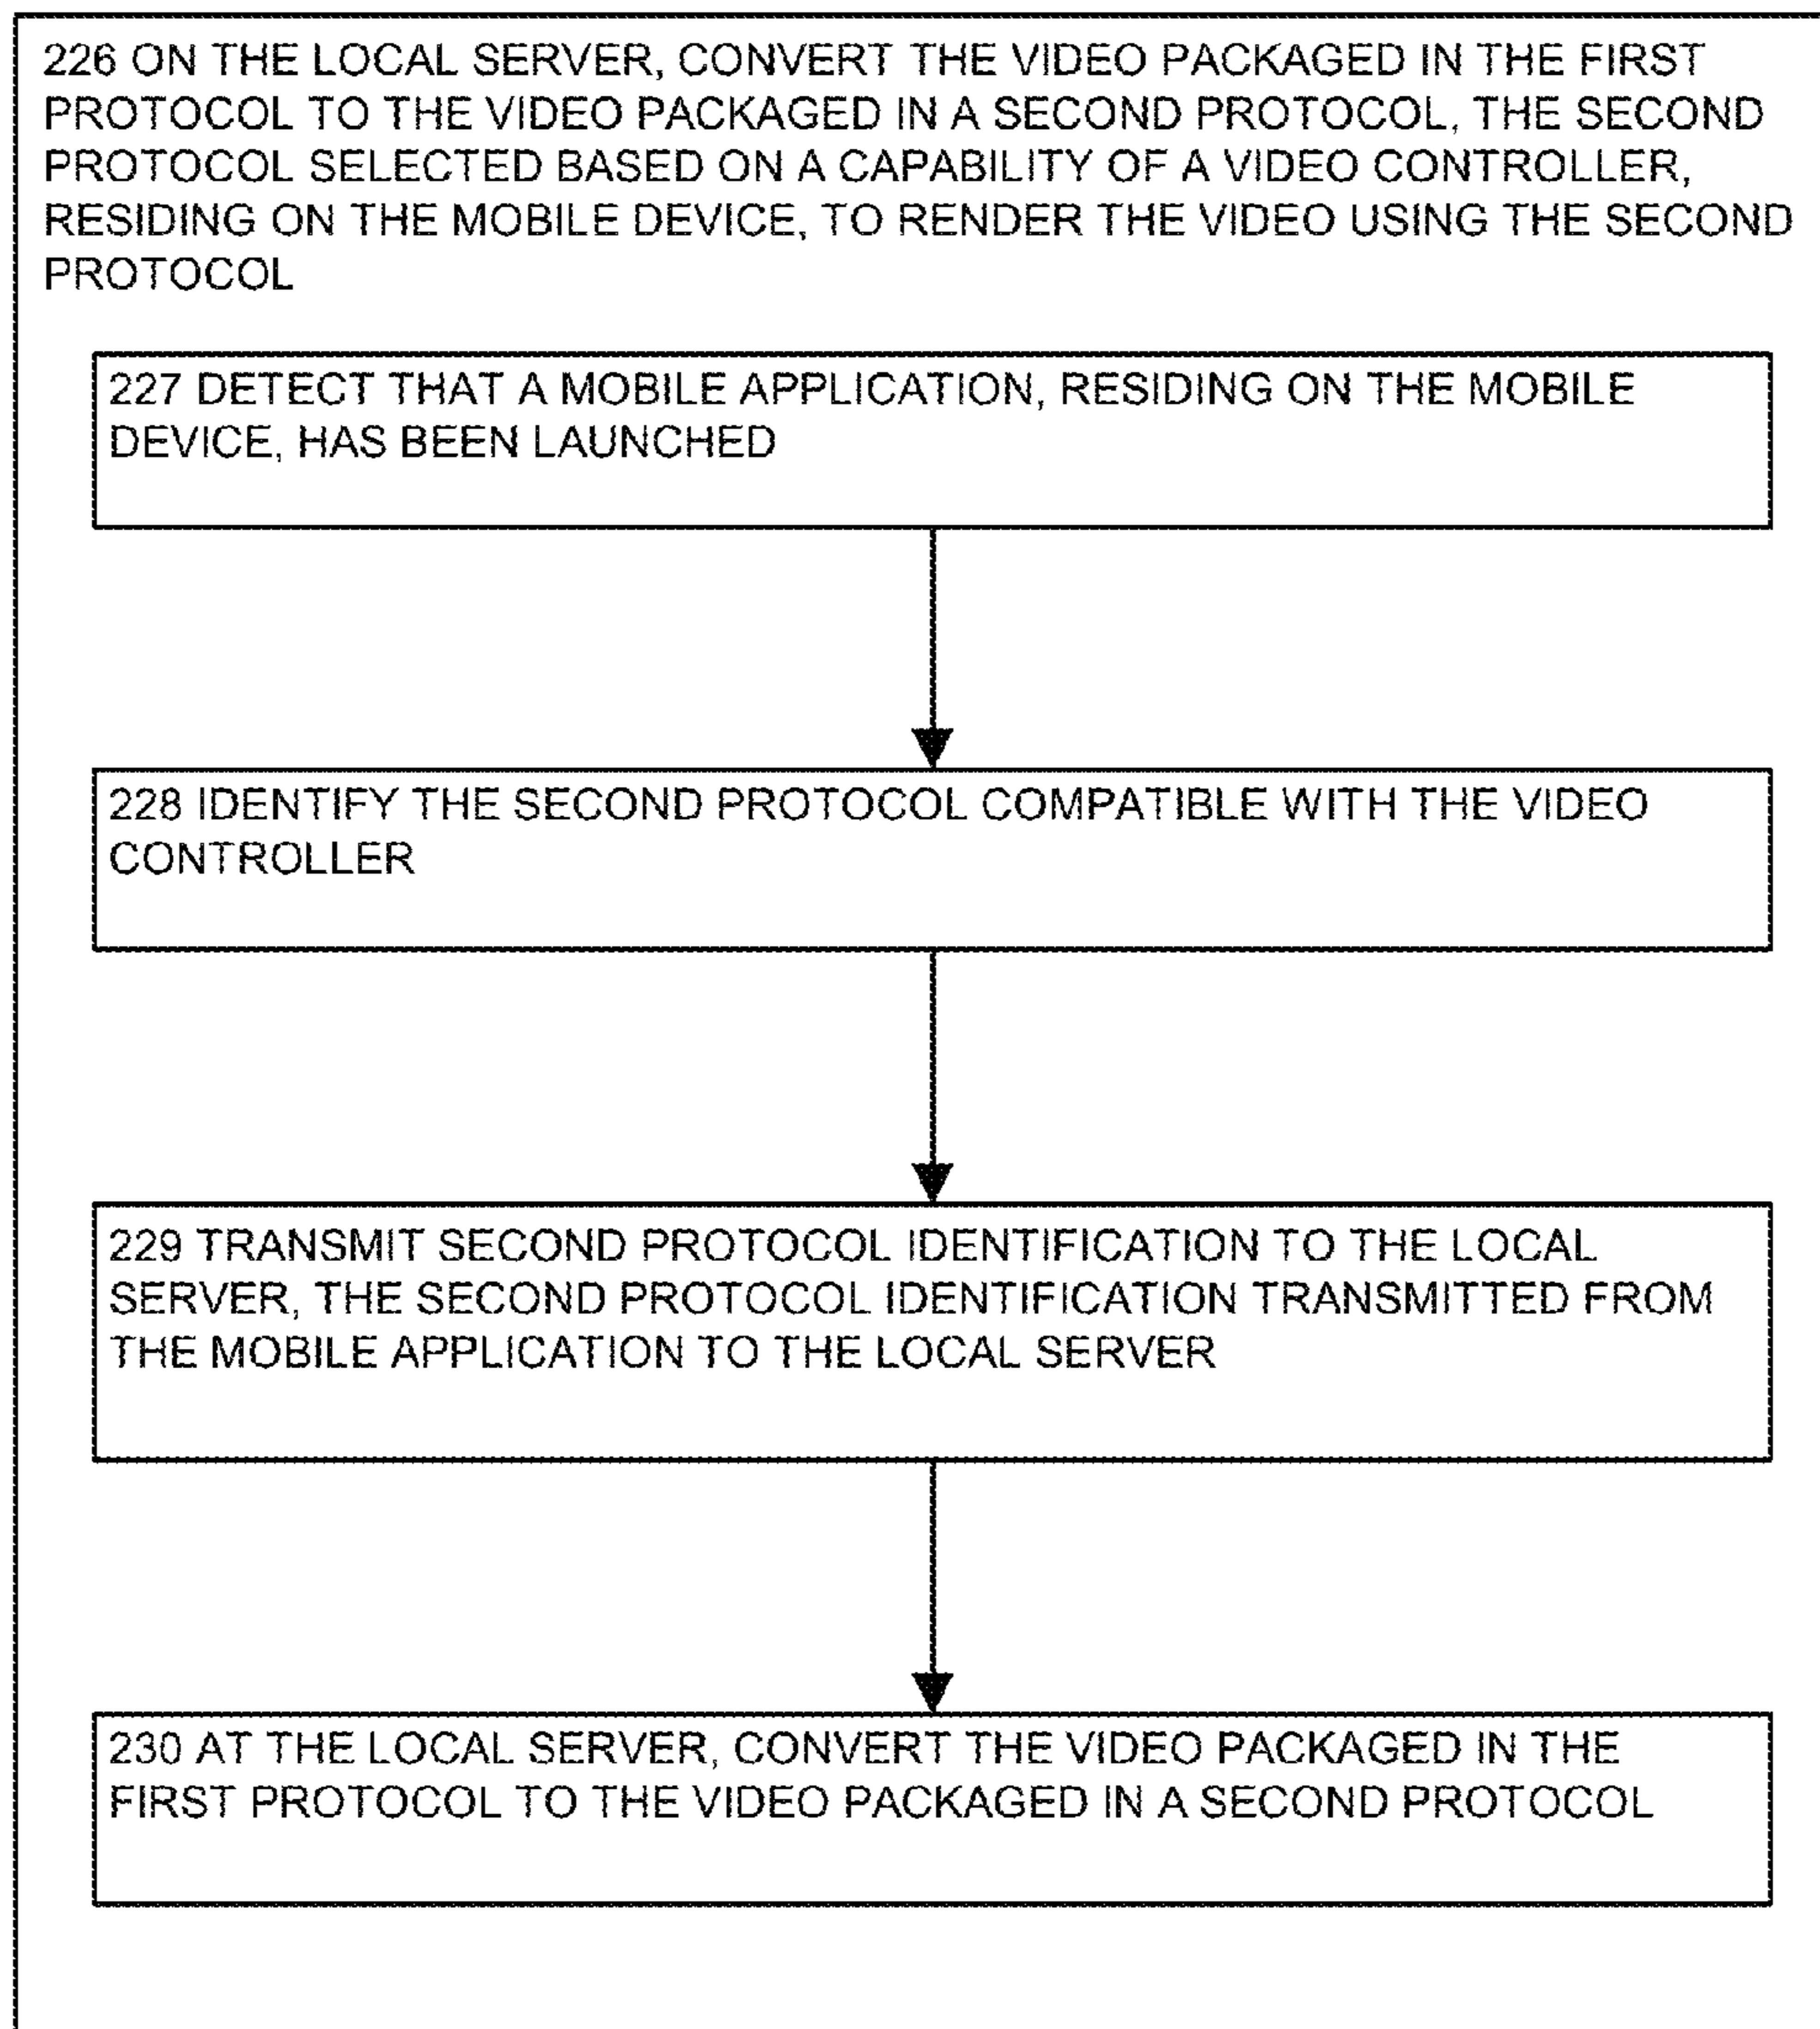 226 ON THE LOCAL SERVER, CONVERT THE VIDEO PACKAGED IN THE FIRST
PROTOCOL TO THE VIDEO PACKAGED IN A SECOND PROTOCOL, THE SECOND
PROTOCOL SELECTED BASED ON A CAPABILITY OF A VIDEO CONTROLLER,
RESIDING ON THE MOBILE DEVICE, TO RENDER THE VIDEO USING THE SECOND
PROTOCOL
227 DETECT THAT A MOBILE APPLICATION, RESIDING ON THE MOBILE
DEVICE, HAS BEEN LAUNCHED
228 IDENTIFY THE SECOND PROTOCOL COMPATIBLE WITH THE VIDEO
CONTROLLER
229 TRANSMIT SECOND PROTOCOL IDENTIFICATION TO THE LOCAL
SERVER, THE SECOND PROTOCOL IDENTIFICATION TRANSMITTED FROM
THE MOBILE APPLICATION TO THE LOCAL SERVER
230 AT THE LOCAL SERVER, CONVERT THE VIDEO PACKAGED IN THE
FIRST PROTOCOL TO THE VIDEO PACKAGED IN A SECOND PROTOCOL